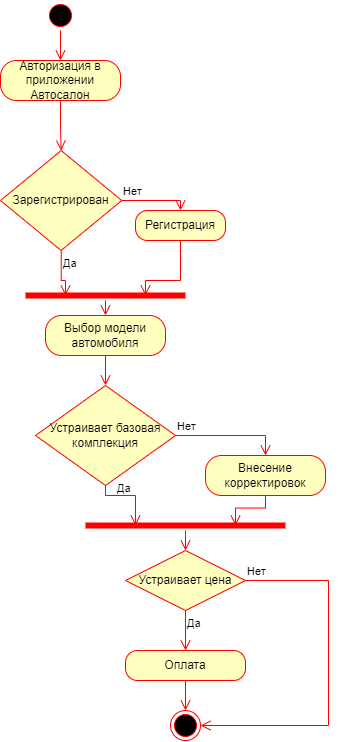 Авторизация в
приложении
Автосалон
Зарегистрирован
Нет
Регистрация
Да
Выбор модели
автомобиля
Устраивает базовая
комплекция
Нет
Внесение
корректировок
Да
Устраивает цена
Нет
Да
Оплата